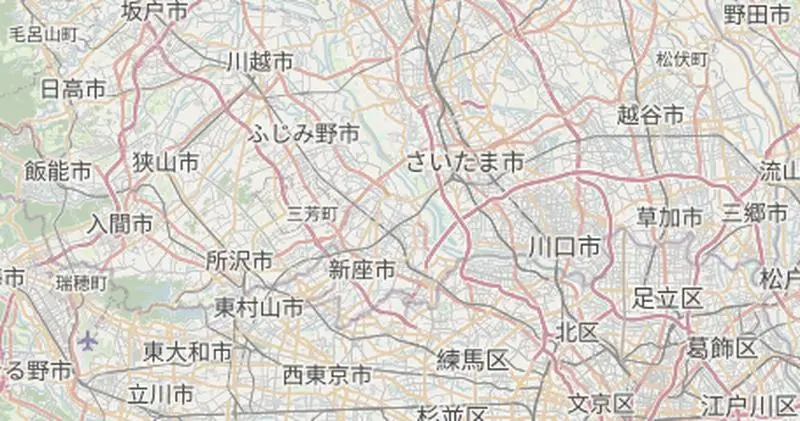 坂戸市
野田市
毛呂山町
川越市
松伏町
日高市
越谷市
ふじみ野市
さいたま市
飯能市
狭山市
流山
三芳町
草加市
三郷市
入間市
川口市
所沢市
新座市
市
瑞穂町
松戸
足立区
東村山市
北区
葛飾区
東大和市
練馬区
る野市
西東京市
立川市
文京区
江戸川区
杉並区